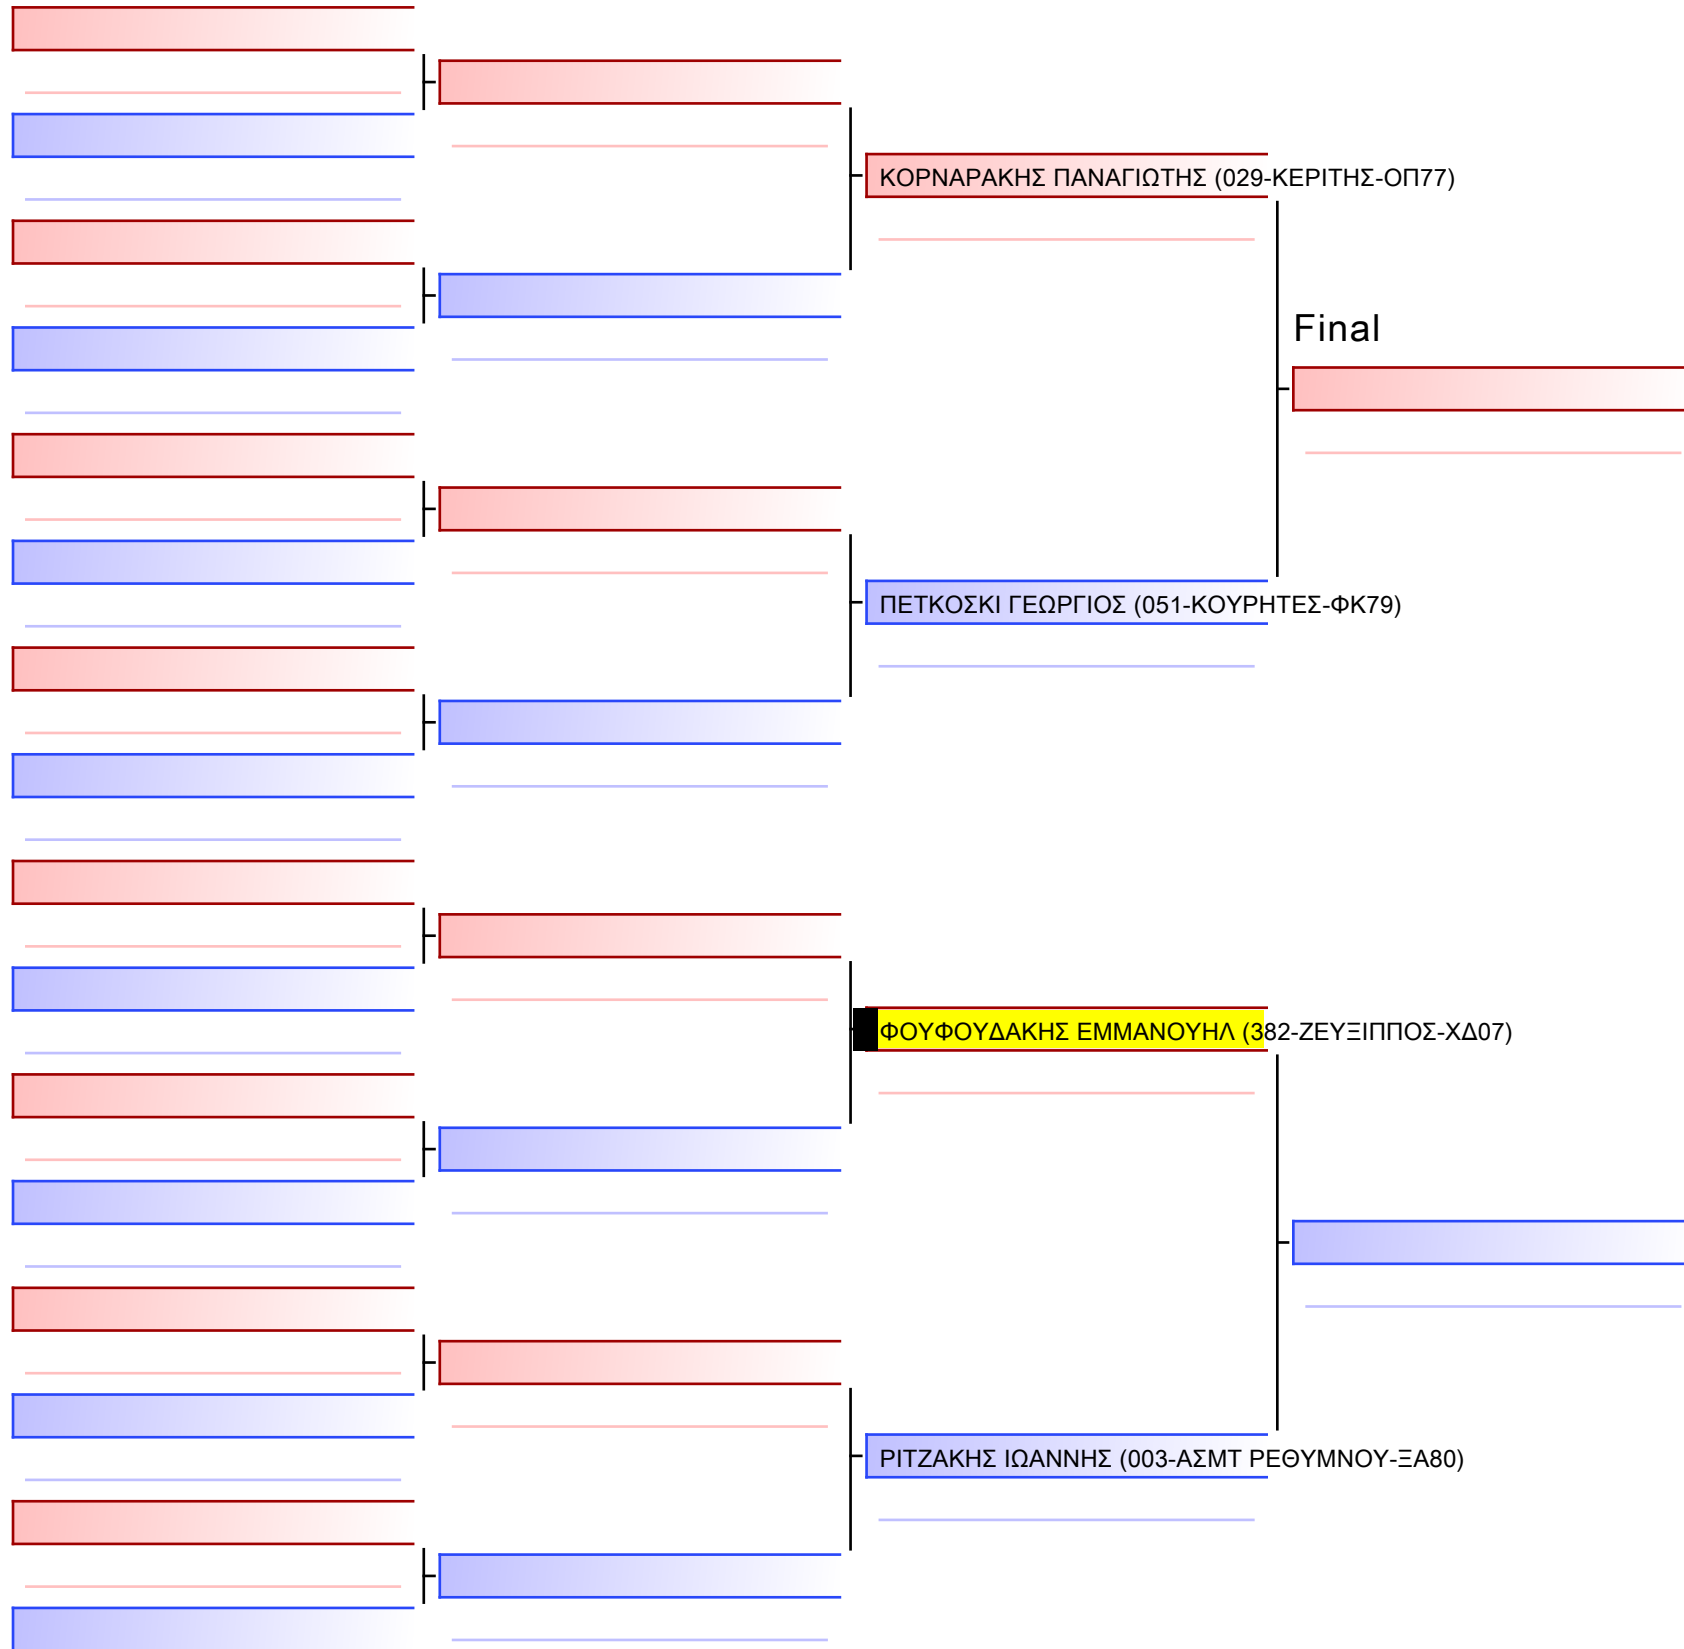 ΚΟΡΝΑΡΑΚΗΣ ΠΑΝΑΓΙΩΤΗΣ (029-ΚΕΡΙΤΗΣ-ΟΠ77)
Final
ΠΕΤΚΟΣΚΙ ΓΕΩΡΓΙΟΣ (051-ΚΟΥΡΗΤΕΣ-ΦΚ79)
ΦΟΥΦΟΥΔΑΚΗΣ ΕΜΜΑΝΟΥΗΛ (382-ΖΕΥΞΙΠΠΟΣ-ΧΔ07)
ΡΙΤΖΑΚΗΣ ΙΩΑΝΝΗΣ (003-ΑΣΜΤ ΡΕΘΥΜΝΟΥ-ΞΑ80)